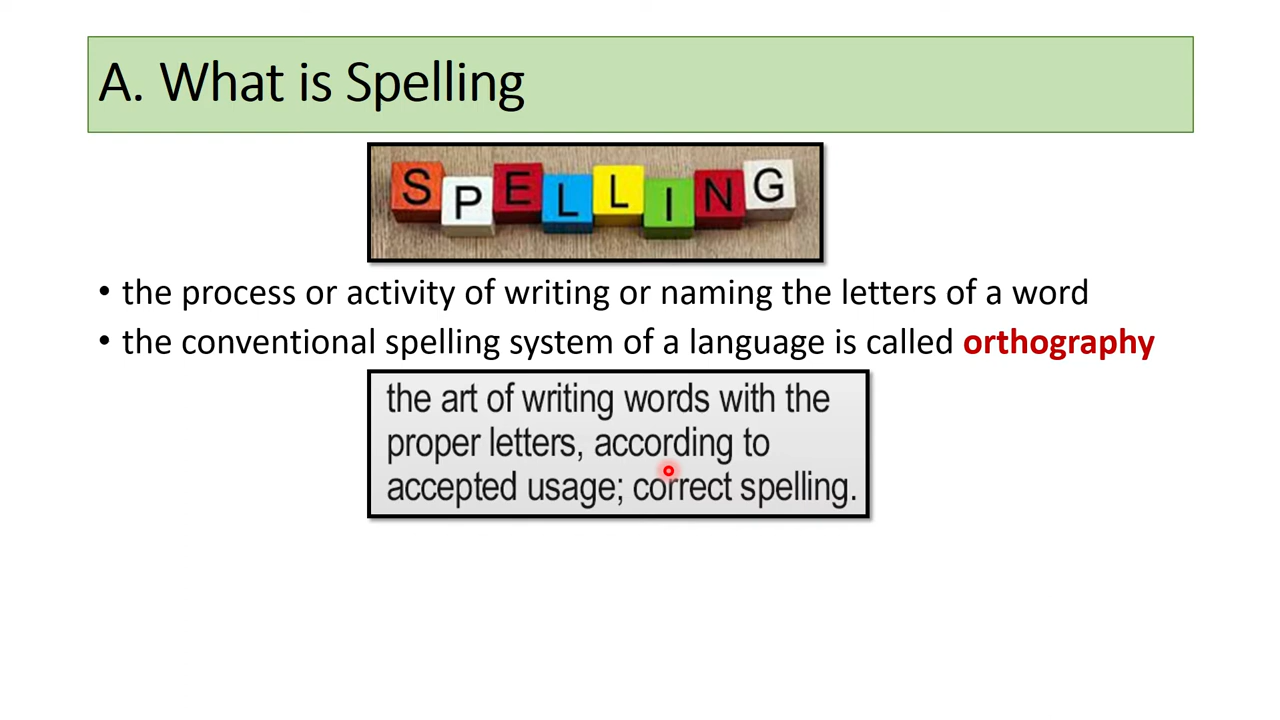 A. What is Spelling
SPELLING
• the process or activity of writing or naming the letters of a word
• the conventional spelling system of a language is called orthography
the art of writing words with the
proper letters, according to
accepted usage; correct spelling.